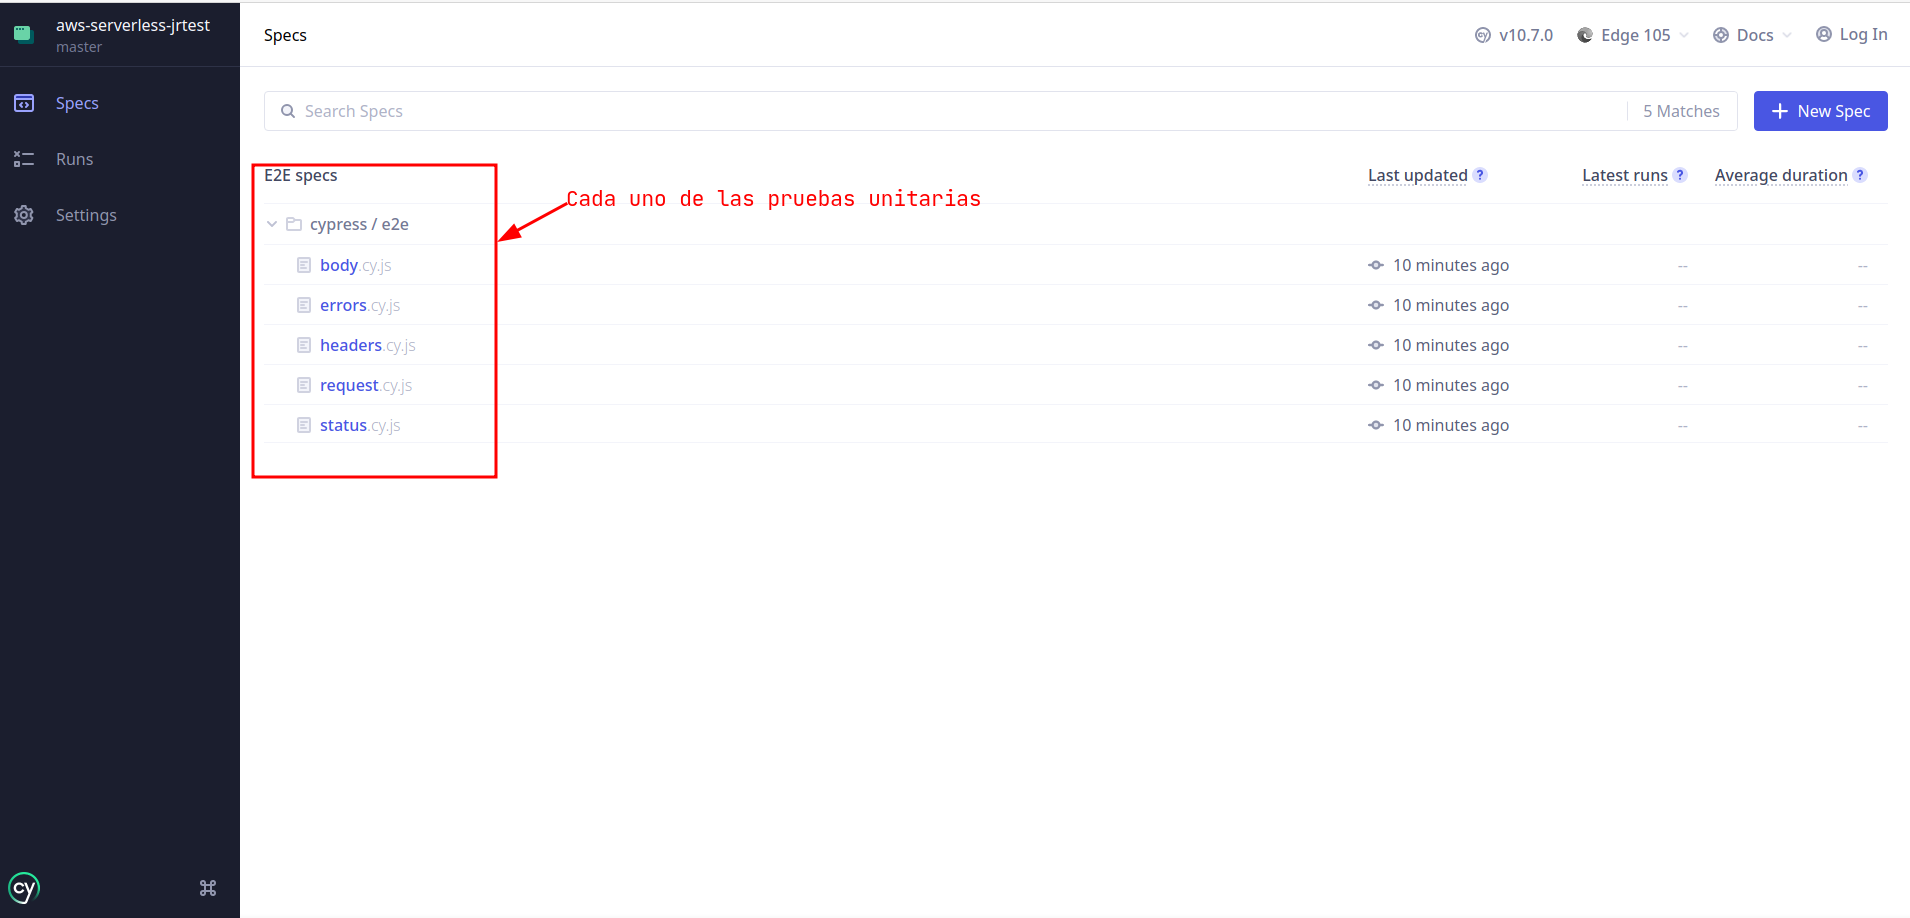 aws-serverless-jrtest
master
Specs
Runs
Settings
cy
Specs
cy v10.7.0
Edge 105
Docs
Log In
Search Specs
5 Matches
New Spec
E2E specs
Last updated ?
Latest runs ?
Average duration ?
Cada uno de las pruebas unitarias
cypress / e2e
body.cy.js 10 minutes ago -- --
errors.cy.js 10 minutes ago -- --
headers.cy.js 10 minutes ago -- --
request.cy.js 10 minutes ago -- --
status.cy.js 10 minutes ago -- --